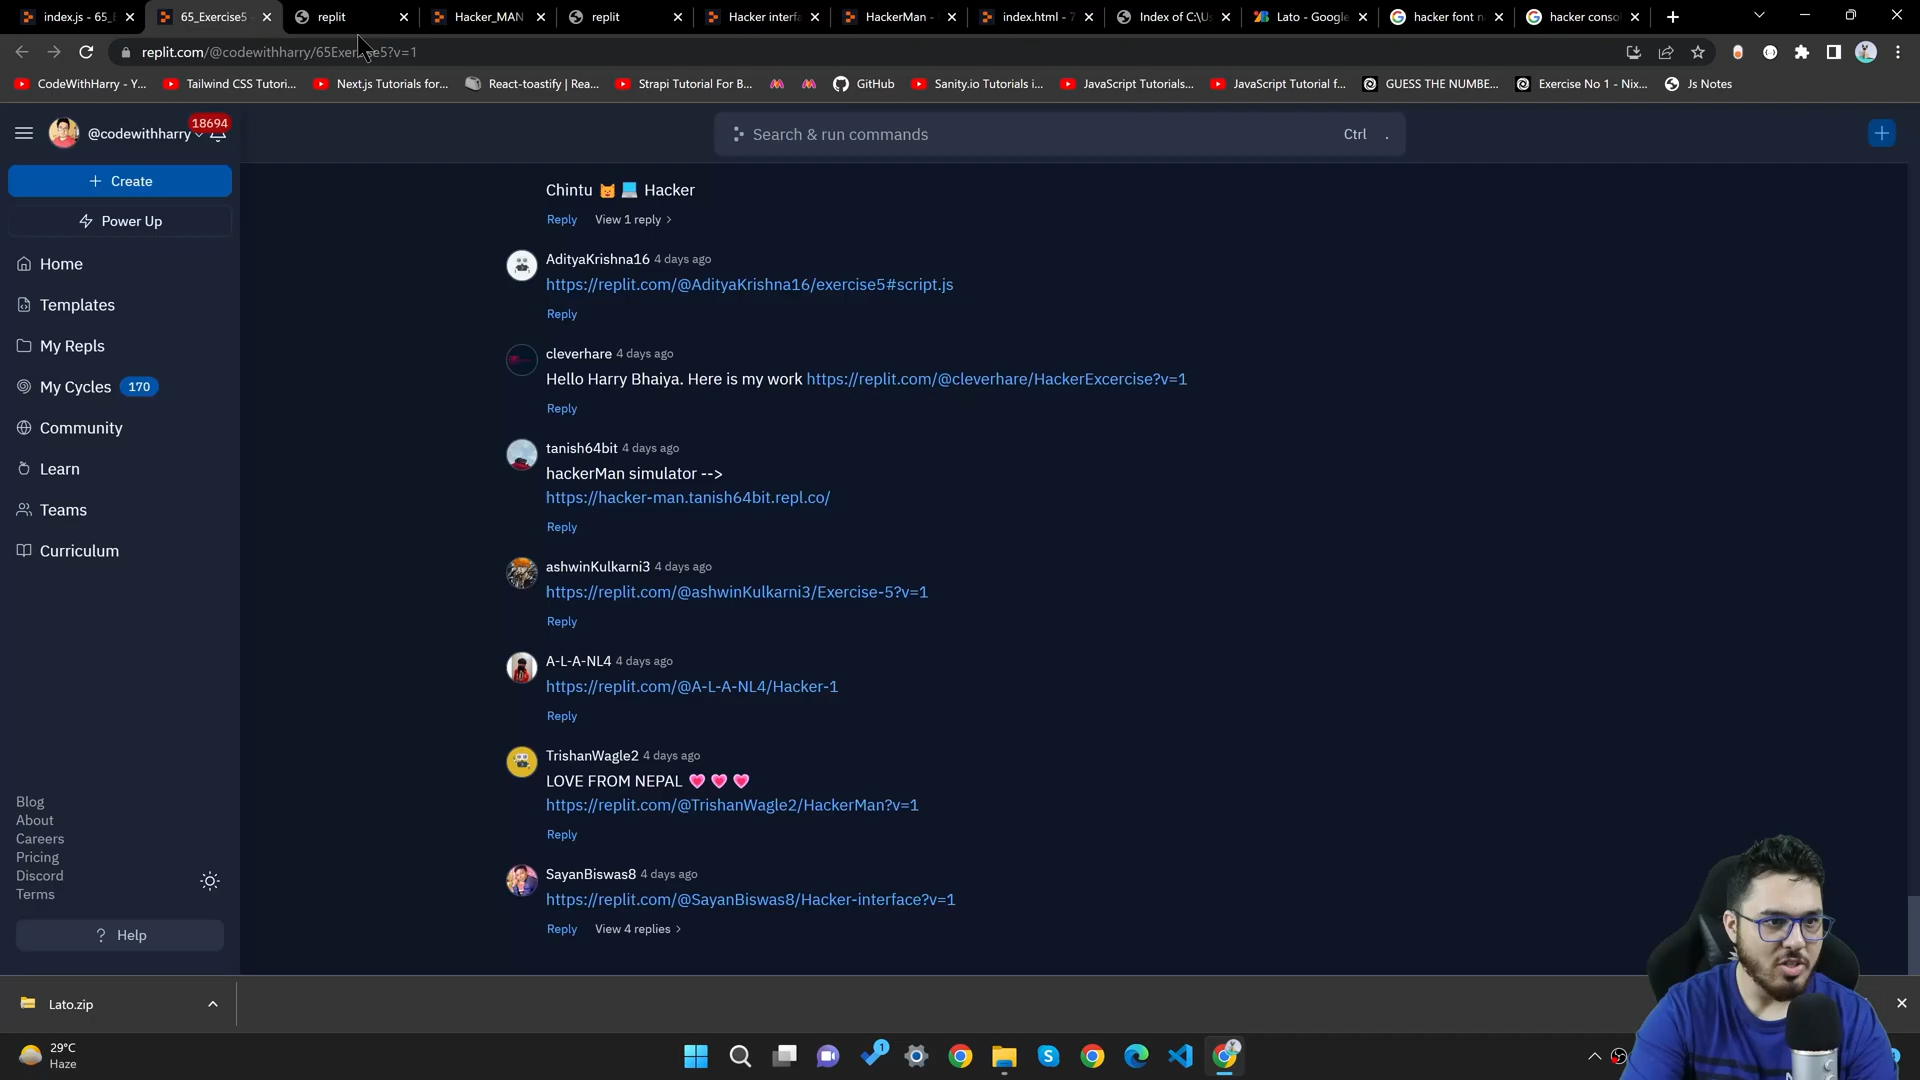 index.js - 65_E
65_Exercise5
replit
Hacker_MAN
replit
Hacker interfa
HackerMan -
index.html - 7
Index of C:\Us
Lato - Google
hacker font n
hacker conso
replit.com/@codewithharry/65Exercise5?v=1
CodeWithHarry - Y...
Tailwind CSS Tutori...
Next.js Tutorials for...
React-toastify | Rea...
Strapi Tutorial For B...
GitHub
Sanity.io Tutorials i...
JavaScript Tutorials...
JavaScript Tutorial f...
GUESS THE NUMBE...
Exercise No 1 - Nix...
Js Notes
@codewithharry
18694
Search & run commands
Ctrl .
+ Create
Power Up
Home
Templates
My Repls
My Cycles 170
Community
Learn
Teams
Curriculum
Blog
About
Careers
Pricing
Discord
Terms
? Help
Chintu 🐱 💻 Hacker
Reply View 1 reply >
AdityaKrishna16 4 days ago
https://replit.com/@AdityaKrishna16/exercise5#script.js
Reply
cleverhare 4 days ago
Hello Harry Bhaiya. Here is my work https://replit.com/@cleverhare/HackerExcercise?v=1
Reply
tanish64bit 4 days ago
hackerMan simulator -->
https://hacker-man.tanish64bit.repl.co/
Reply
ashwinKulkarni3 4 days ago
https://replit.com/@ashwinKulkarni3/Exercise-5?v=1
Reply
A-L-A-NL4 4 days ago
https://replit.com/@A-L-A-NL4/Hacker-1
Reply
TrishanWagle2 4 days ago
LOVE FROM NEPAL 💗 💗 💗
https://replit.com/@TrishanWagle2/HackerMan?v=1
Reply
SayanBiswas8 4 days ago
https://replit.com/@SayanBiswas8/Hacker-interface?v=1
Reply View 4 replies >
Lato.zip
29°C
Haze
1